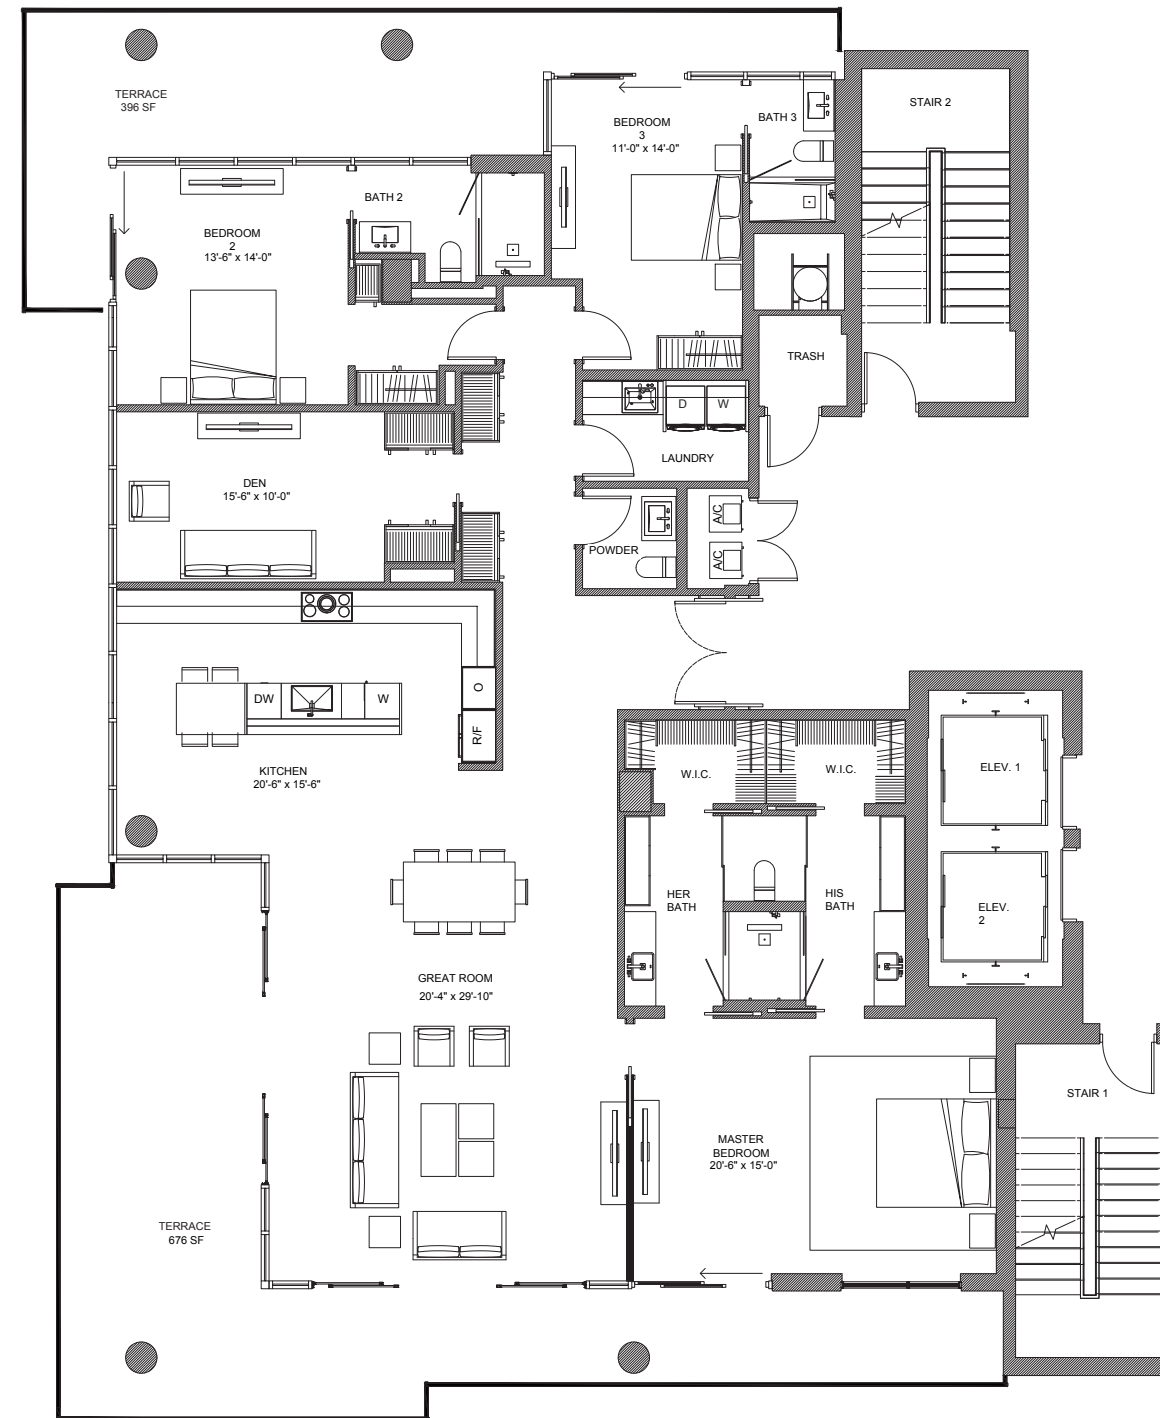 TERRACE
396 SF
STAIR 2
BEDROOM
3
11'-0" x 14'-0"
BATH 3
BATH 2
BEDROOM
2
13'-6" x 14'-0"
TRASH
D
W
LAUNDRY
DEN
15'-6" x 10'-0"
A/C
A/C
POWDER
DW
W
O
R/F
KITCHEN
20'-6" x 15'-6"
W.I.C.
W.I.C.
ELEV. 1
HER
BATH
HIS
BATH
ELEV.
2
GREAT ROOM
20'-4" x 29'-10"
STAIR 1
MASTER
BEDROOM
20'-6" x 15'-0"
TERRACE
676 SF